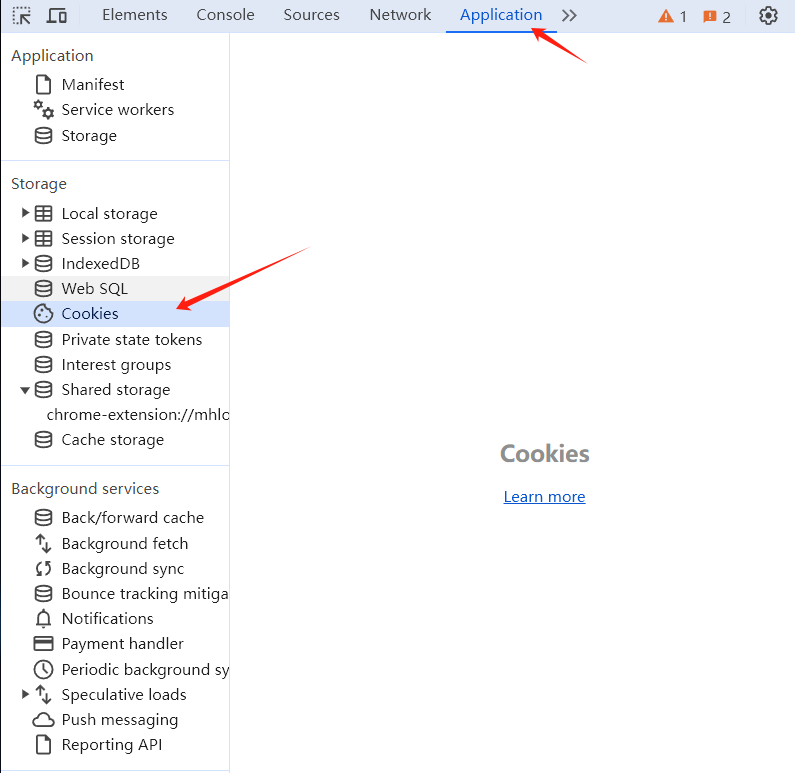 Elements Console Sources Network Application 1 2
Application
Manifest
Service workers
Storage
Storage
Local storage
Session storage
IndexedDB
Web SQL
Cookies
Private state tokens
Interest groups
Shared storage
chrome-extension://mhlo
Cache storage
Cookies
Learn more
Background services
Back/forward cache
Background fetch
Background sync
Bounce tracking mitiga
Notifications
Payment handler
Periodic background sy
Speculative loads
Push messaging
Reporting API